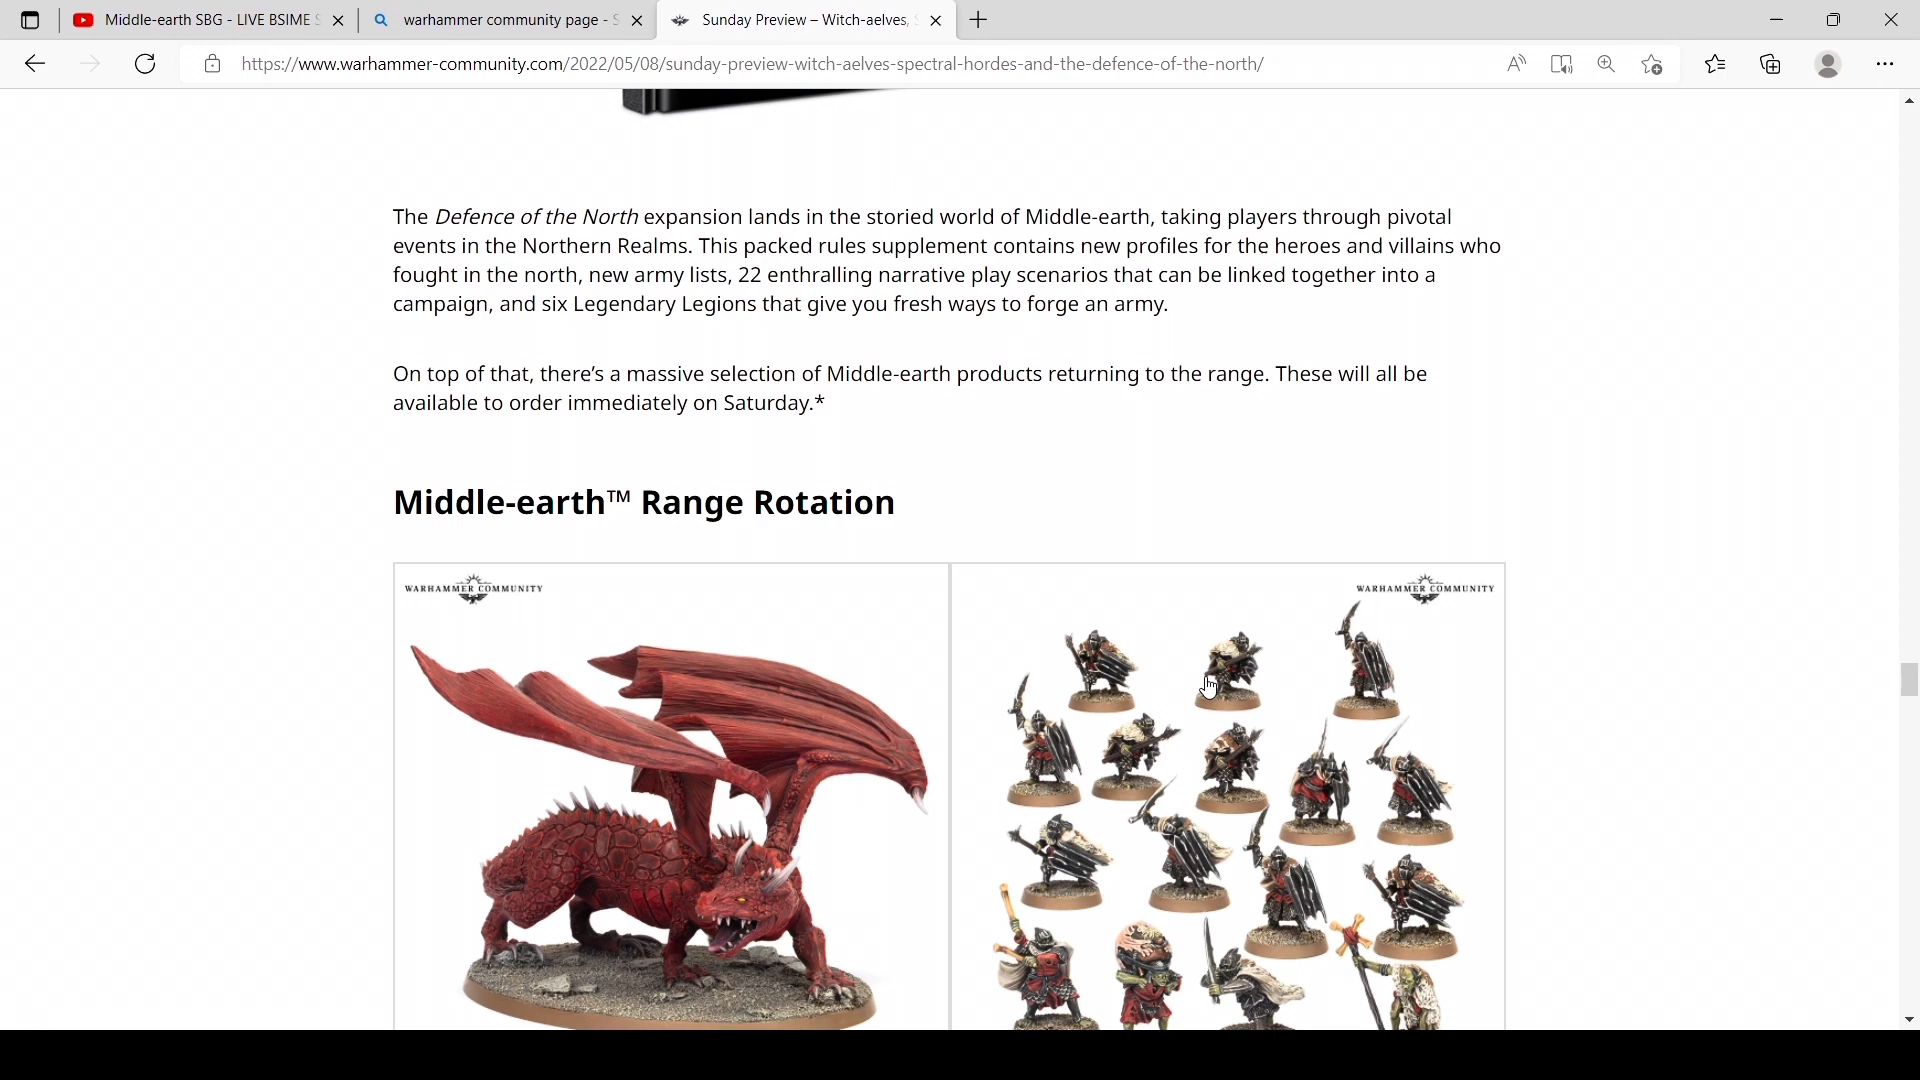 Middle-earth SBG - LIVE BSIME S
warhammer community page - S
Sunday Preview – Witch-aelves, S
https://www.warhammer-community.com/2022/05/08/sunday-preview-witch-aelves-spectral-hordes-and-the-defence-of-the-north/
The Defence of the North expansion lands in the storied world of Middle-earth, taking players through pivotal
events in the Northern Realms. This packed rules supplement contains new profiles for the heroes and villains who
fought in the north, new army lists, 22 enthralling narrative play scenarios that can be linked together into a
campaign, and six Legendary Legions that give you fresh ways to forge an army.
On top of that, there’s a massive selection of Middle-earth products returning to the range. These will all be
available to order immediately on Saturday.*
Middle-earth™ Range Rotation
WARHAMMER COMMUNITY
WARHAMMER COMMUNITY